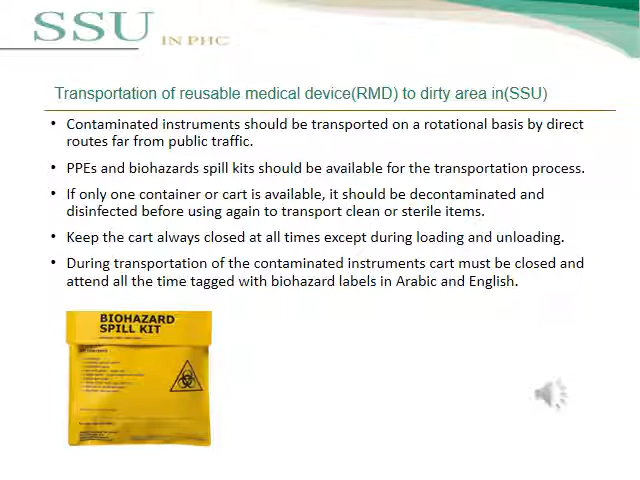 SSU IN PHC
Transportation of reusable medical device(RMD) to dirty area in(SSU)
• Contaminated instruments should be transported on a rotational basis by direct
routes far from public traffic.
• PPEs and biohazards spill kits should be available for the transportation process.
• If only one container or cart is available, it should be decontaminated and
disinfected before using again to transport clean or sterile items.
• Keep the cart always closed at all times except during loading and unloading.
• During transportation of the contaminated instruments cart must be closed and
attend all the time tagged with biohazard labels in Arabic and English.
BIOHAZARD
SPILL KIT